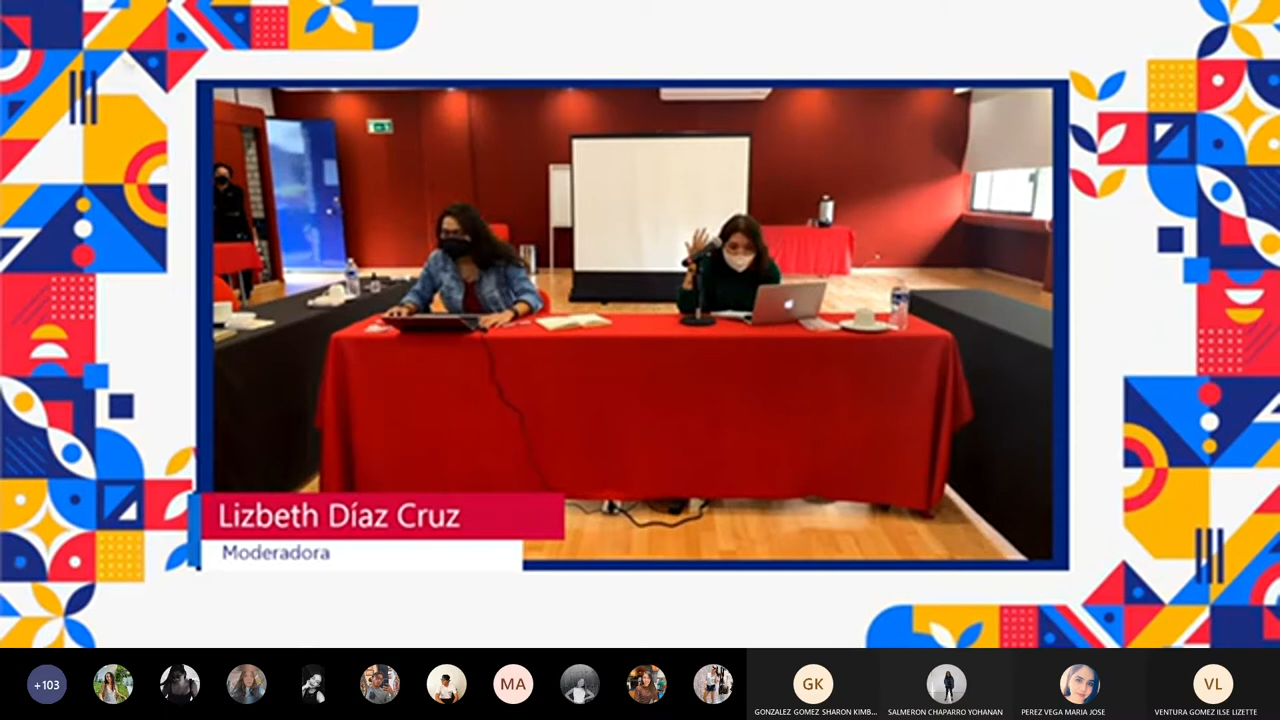 Lizbeth Díaz Cruz
Moderadora
+103
MA
GK
GONZALEZ GOMEZ SHARON KIMB...
SALMERON CHAPARRO YOHANAN
PEREZ VEGA MARIA JOSE
VL
VENTURA GOMEZ ILSE LIZETTE